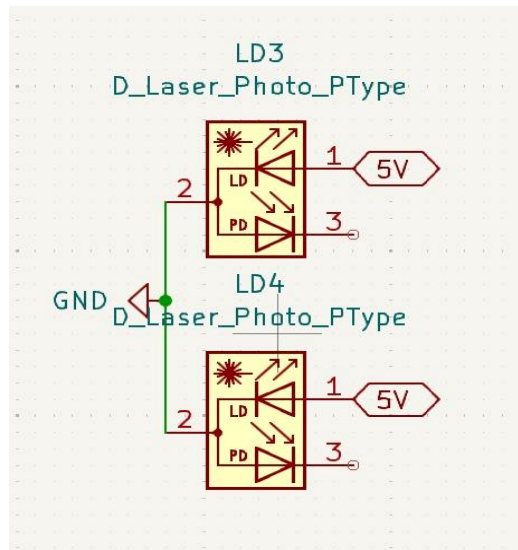 LD3
D_Laser_Photo_PType
1
5V
LD
2
PD
3
LD4
GND
D_Laser_Photo_PType
1
5V
LD
2
PD
3